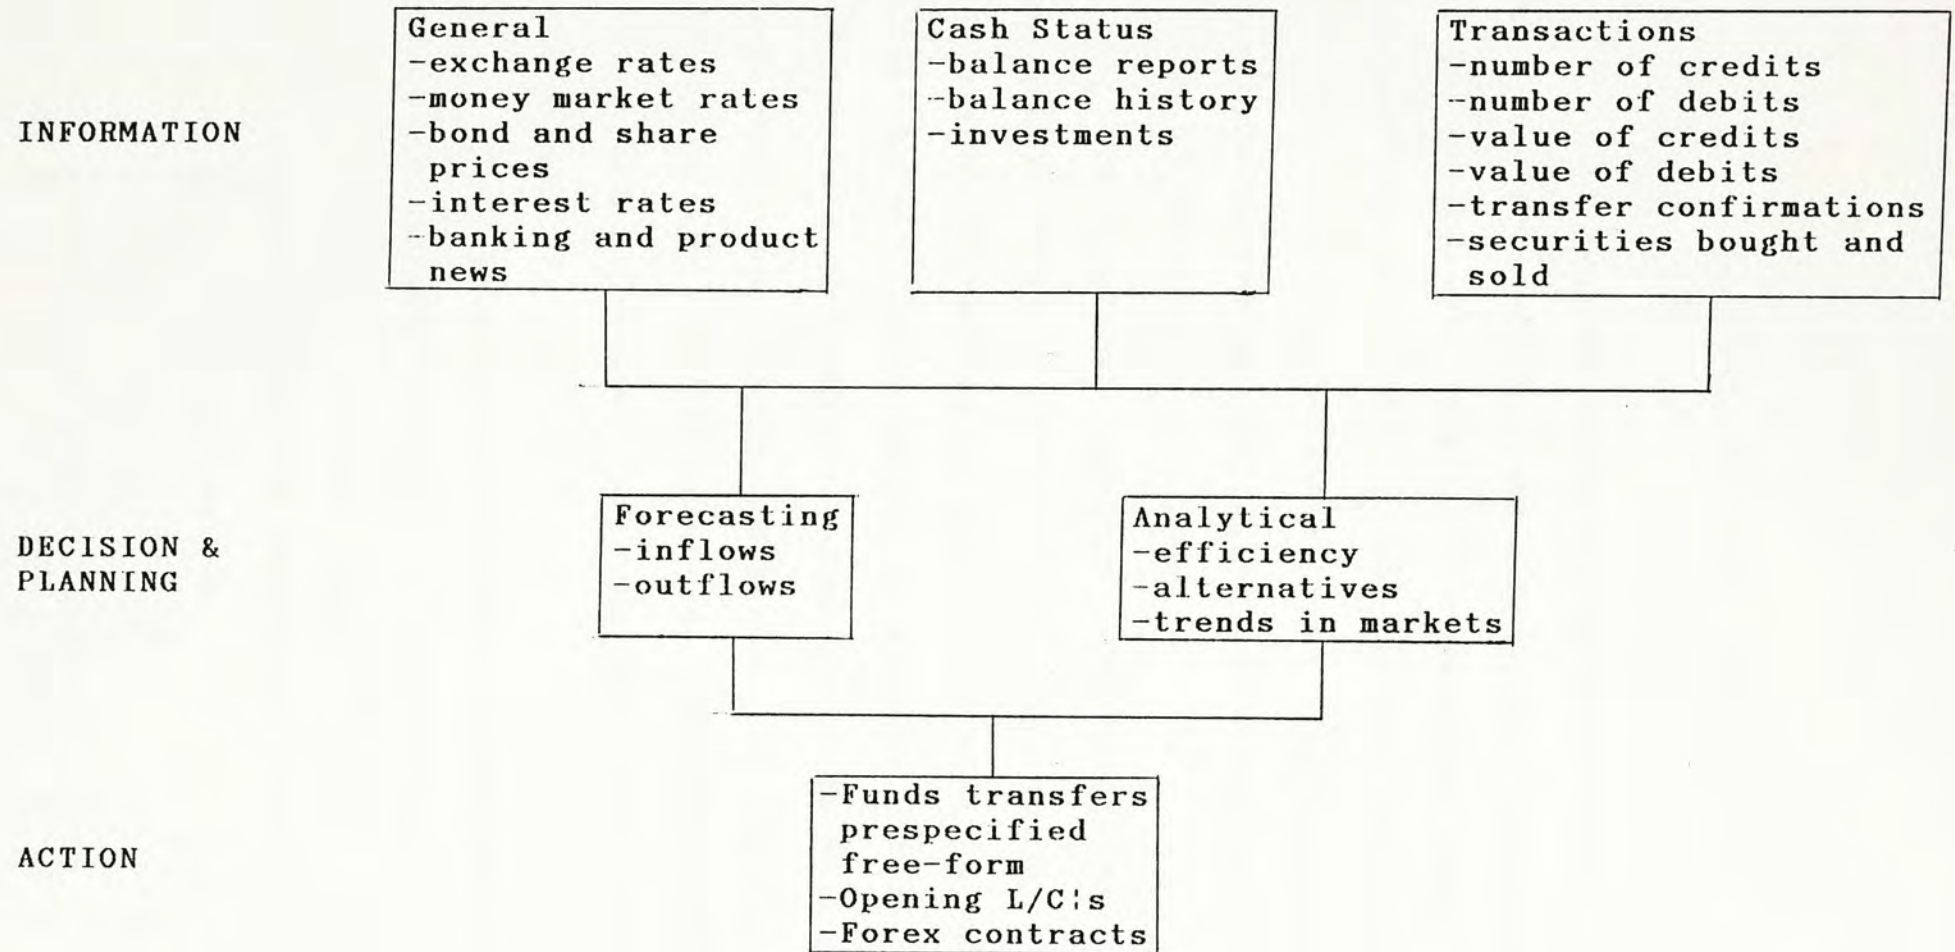 INFORMATION
General
-exchange rates
-money market rates
-bond and share
prices
-interest rates
-banking and product
news
Cash Status
-balance reports
-balance history
-investments
Transactions
-number of credits
-number of debits
-value of credits
-value of debits
-transfer confirmations
-securities bought and
sold
DECISION &
PLANNING
Forecasting
-inflows
-outflows
Analytical
-efficiency
-alternatives
-trends in markets
ACTION
-Funds transfers
prespecified
free-form
-Opening L/C¦s
-Forex contracts